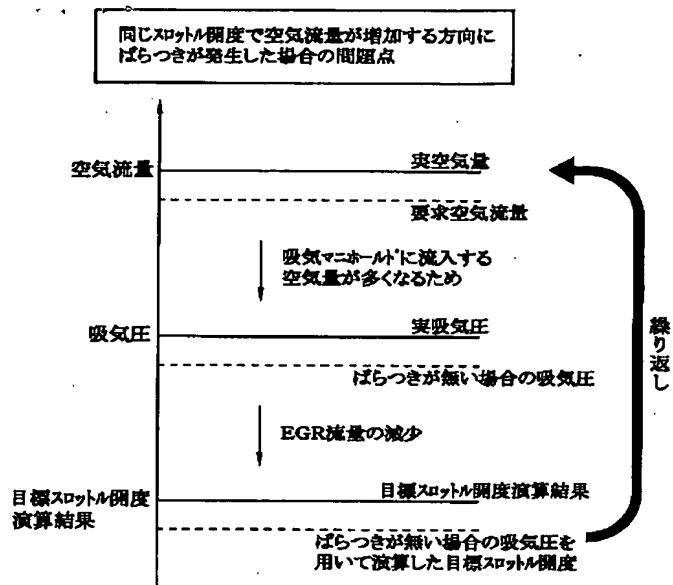 同じスロットル開度で空気流量が増加する方向に
ばらつきが発生した場合の問題点
空気流量
実空気量
要求空気流量
吸気マニホールドに流入する
空気量が多くなるため
吸気圧
実吸気圧
ばらつきが無い場合の吸気圧
EGR流量の減少
目標スロットル開度
演算結果
目標スロットル開度演算結果
ばらつきが無い場合の吸気圧を
用いて演算した目標スロットル開度
繰り返し